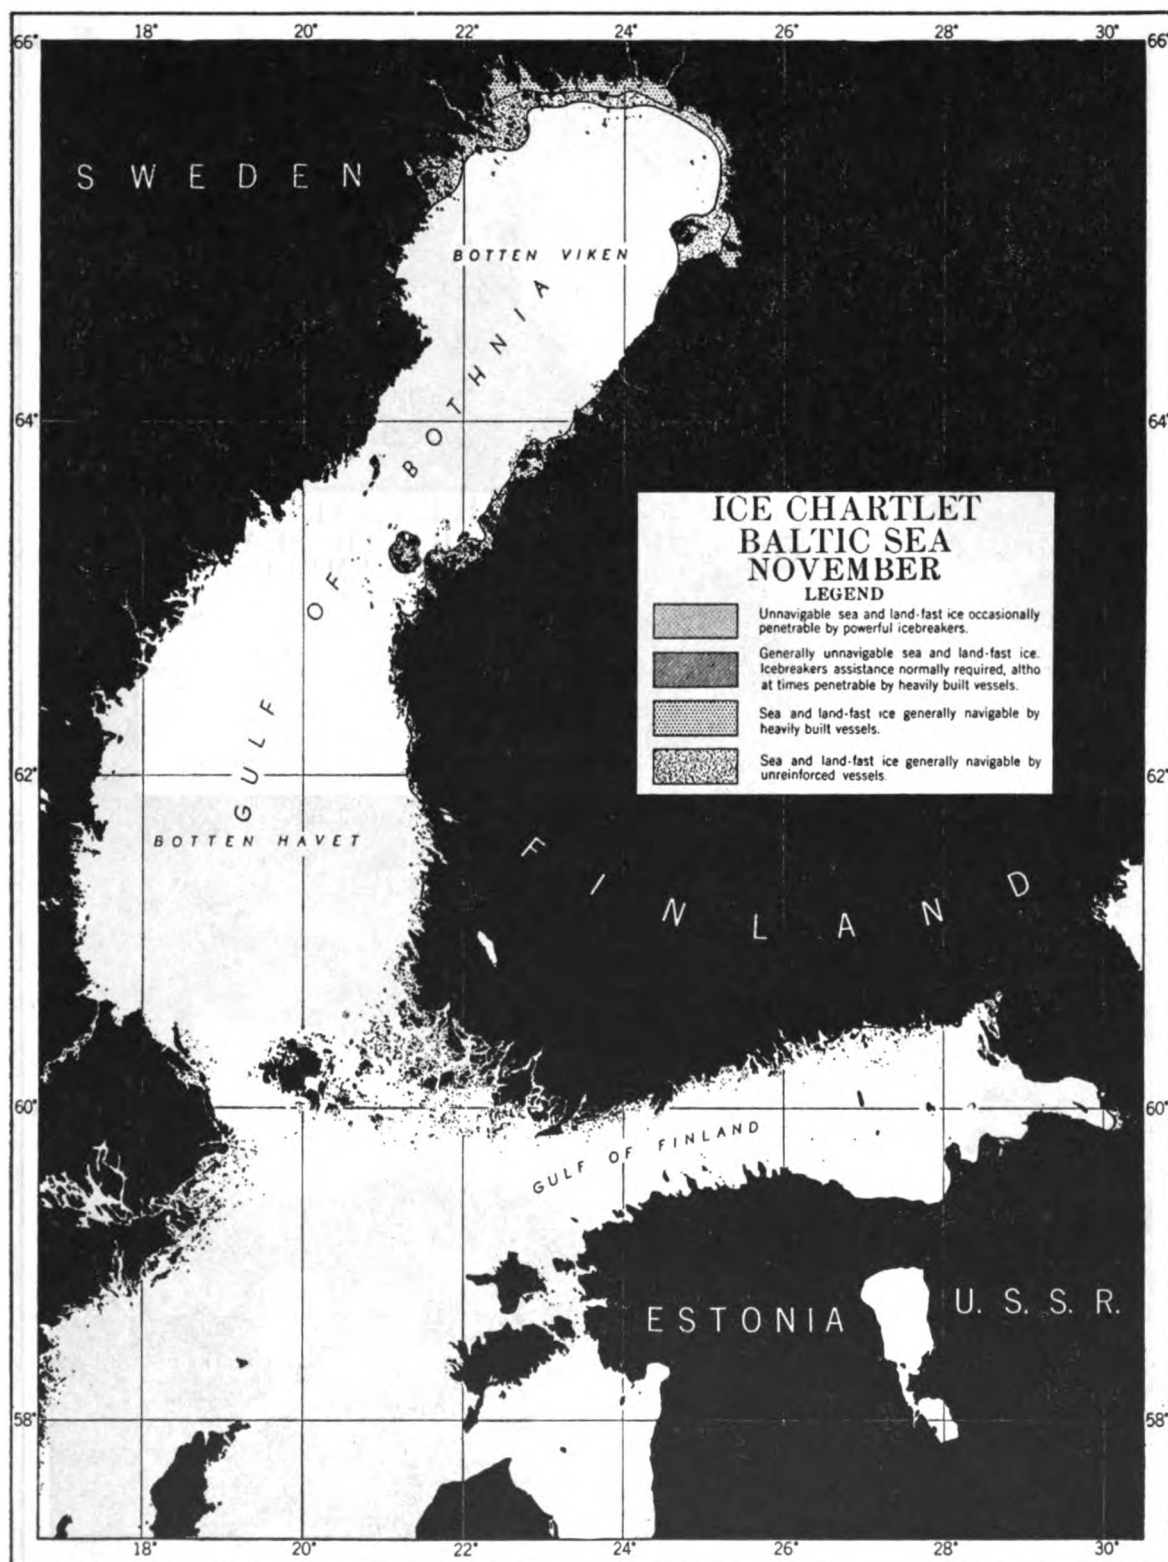 18° 20° 22° 24° 26° 28° 30°
66° 66°
SWEDEN
BOTTEN VIKEN
GULF OF BOTHNIA
64° 64°
ICE CHARTLET
BALTIC SEA
NOVEMBER
LEGEND
Unnavigable sea and land-fast ice occasionally
penetrable by powerful icebreakers.
Generally unnavigable sea and land-fast ice.
Icebreakers assistance normally required, altho
at times penetrable by heavily built vessels.
Sea and land-fast ice generally navigable by
heavily built vessels.
Sea and land-fast ice generally navigable by
unreinforced vessels.
62° 62°
BOTTEN HAVET
FINLAND
60° 60°
GULF OF FINLAND
ESTONIA
U. S. S. R.
58° 58°
18° 20° 22° 24° 26° 28° 30°